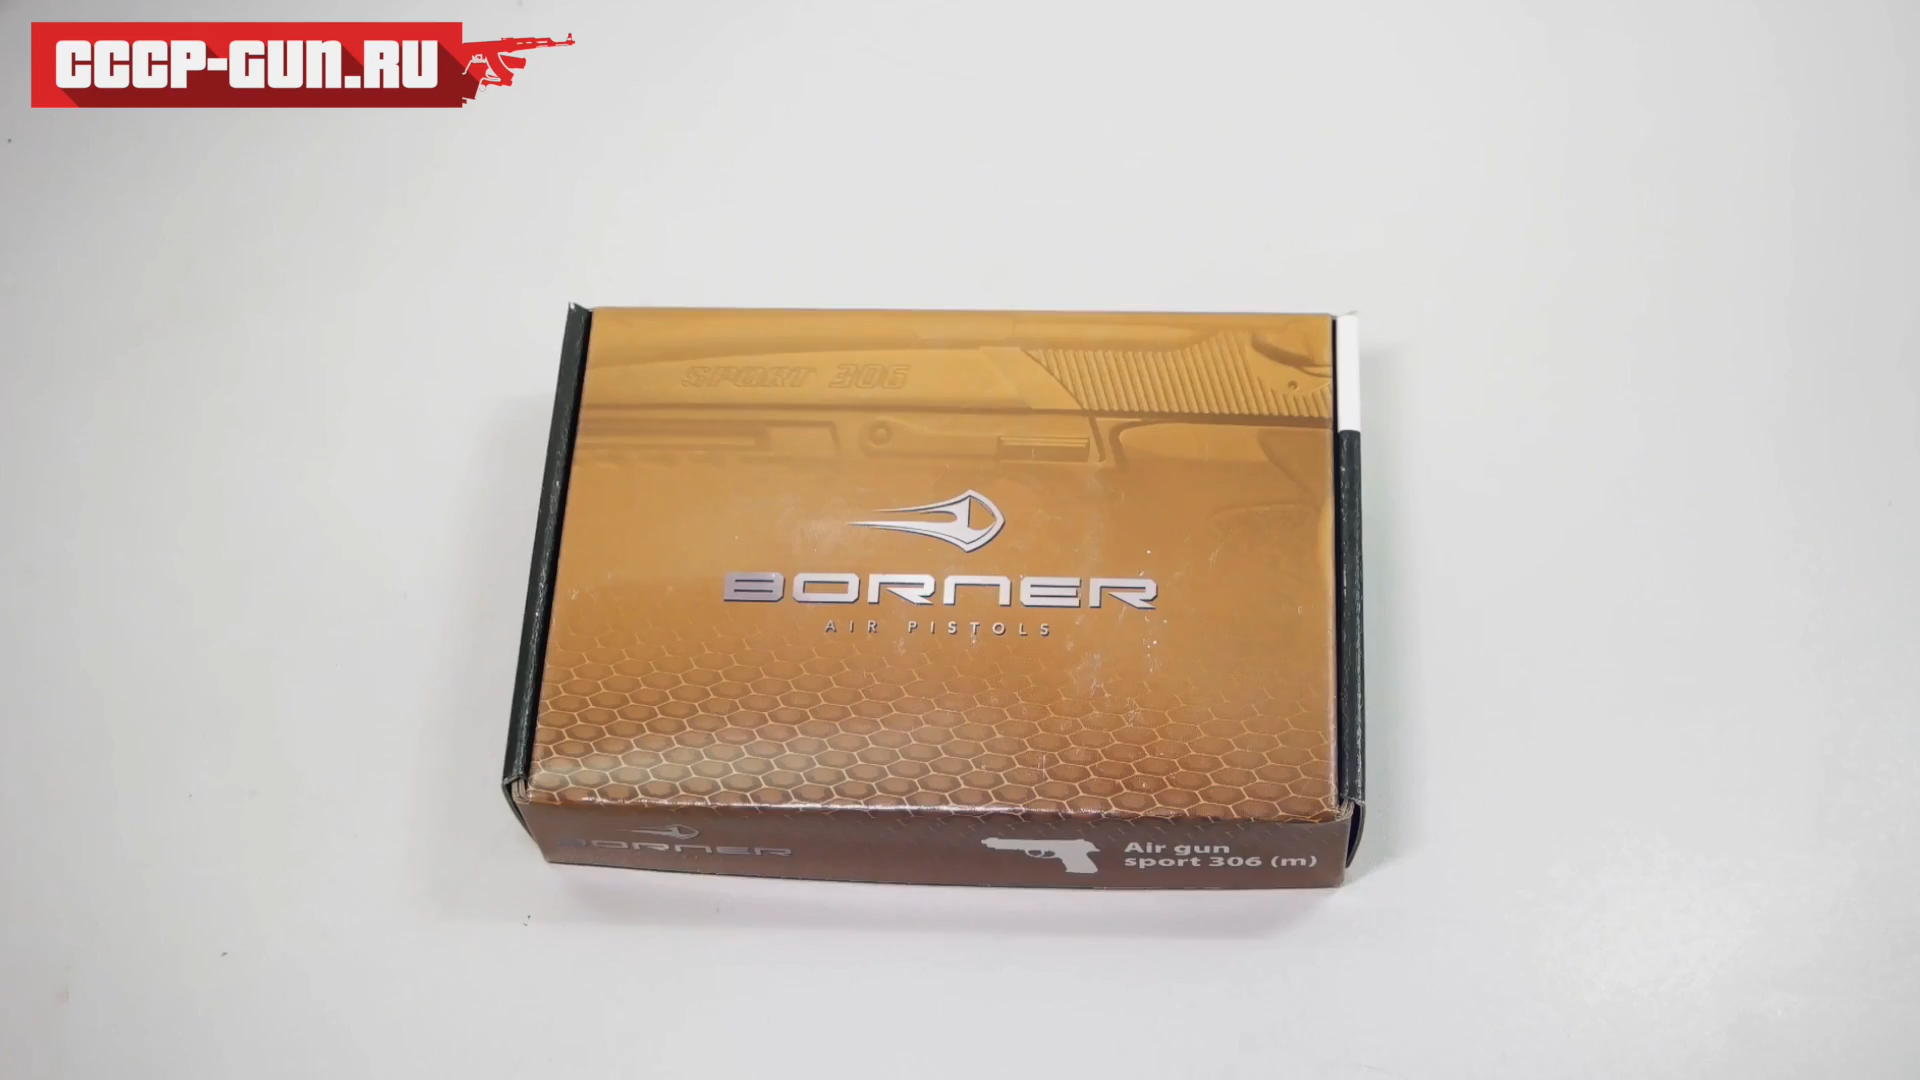 CCCP-GUN.RU
SPORT 306
BORNER
AIR PISTOLS
BORNER
Air gun
sport 306 (m)